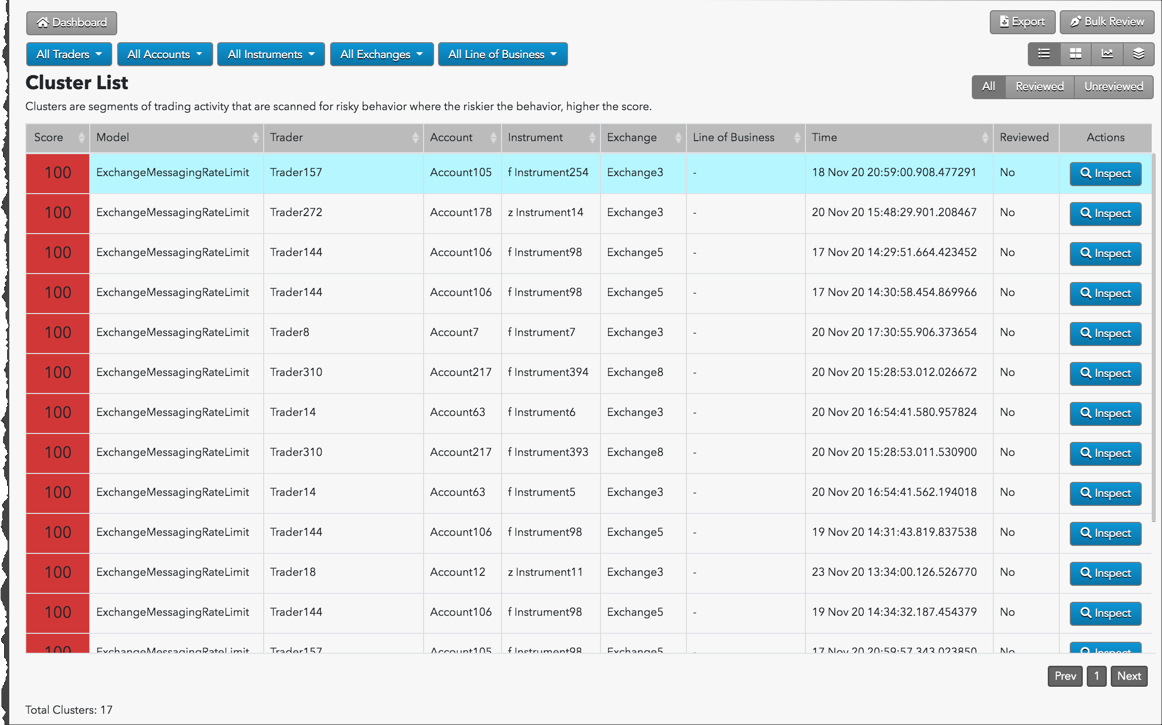 Dashboard Export Bulk Review
All Traders All Accounts All Instruments All Exchanges All Line of Business
Cluster List
All Reviewed Unreviewed
Clusters are segments of trading activity that are scanned for risky behavior where the riskier the behavior, higher the score.
Score Model Trader Account Instrument Exchange Line of Business Time Reviewed Actions
100 ExchangeMessagingRateLimit Trader157 Account105 f Instrument254 Exchange3 - 18 Nov 20 20:59:00.908.477291 No Inspect
100 ExchangeMessagingRateLimit Trader272 Account178 z Instrument14 Exchange3 - 20 Nov 20 15:48:29.901.208467 No Inspect
100 ExchangeMessagingRateLimit Trader144 Account106 f Instrument98 Exchange5 - 17 Nov 20 14:29:51.664.423452 No Inspect
100 ExchangeMessagingRateLimit Trader144 Account106 f Instrument98 Exchange5 - 17 Nov 20 14:30:58.454.869966 No Inspect
100 ExchangeMessagingRateLimit Trader8 Account7 f Instrument7 Exchange3 - 20 Nov 20 17:30:55.906.373654 No Inspect
100 ExchangeMessagingRateLimit Trader310 Account217 f Instrument394 Exchange8 - 20 Nov 20 15:28:53.012.026672 No Inspect
100 ExchangeMessagingRateLimit Trader14 Account63 f Instrument6 Exchange3 - 20 Nov 20 16:54:41.580.957824 No Inspect
100 ExchangeMessagingRateLimit Trader310 Account217 f Instrument393 Exchange8 - 20 Nov 20 15:28:53.011.530900 No Inspect
100 ExchangeMessagingRateLimit Trader14 Account63 f Instrument5 Exchange3 - 20 Nov 20 16:54:41.562.194018 No Inspect
100 ExchangeMessagingRateLimit Trader144 Account106 f Instrument98 Exchange5 - 19 Nov 20 14:31:43.819.837538 No Inspect
100 ExchangeMessagingRateLimit Trader18 Account12 z Instrument11 Exchange3 - 23 Nov 20 13:34:00.126.526770 No Inspect
100 ExchangeMessagingRateLimit Trader144 Account106 f Instrument98 Exchange5 - 19 Nov 20 14:34:32.187.454379 No Inspect
100 ExchangeMessagingRateLimit Trader157 Account105 f Instrument98 Exchange5 - 17 Nov 20 20:59:57.343.023850 No Inspect
Prev 1 Next
Total Clusters: 17